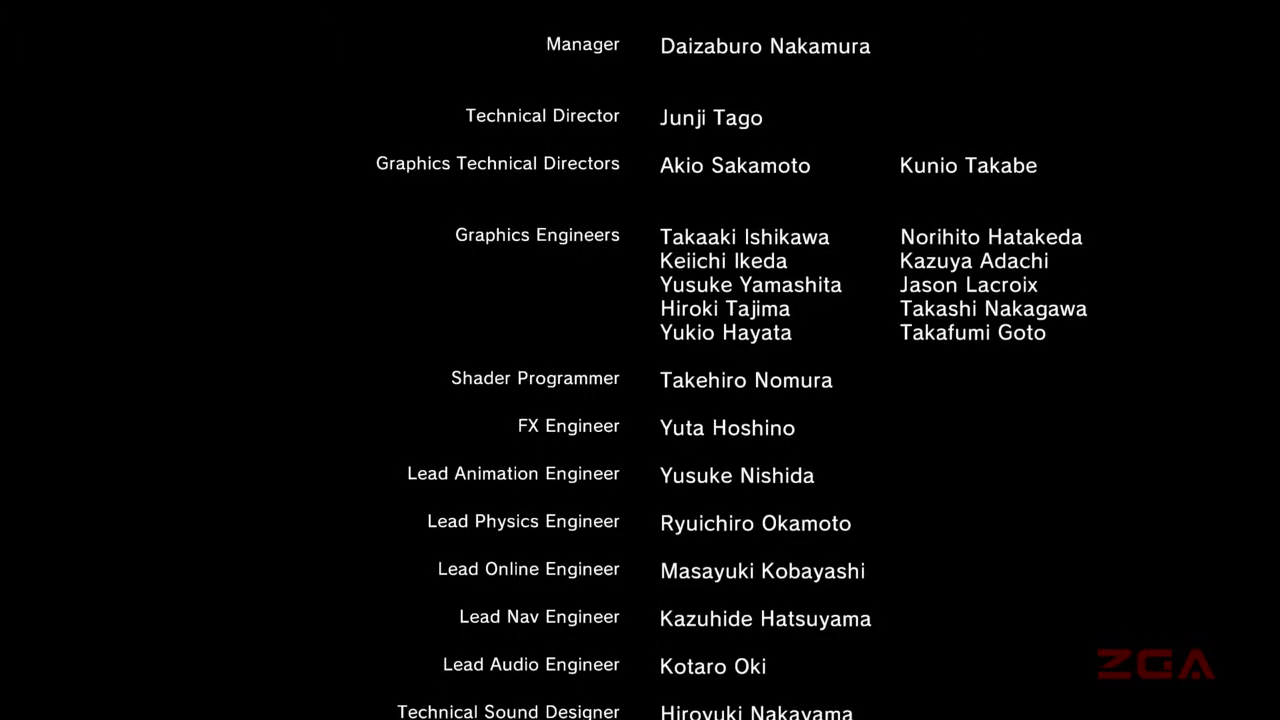 Manager Daizaburo Nakamura
Technical Director Junji Tago
Graphics Technical Directors Akio Sakamoto Kunio Takabe
Graphics Engineers Takaaki Ishikawa Norihito Hatakeda
Keiichi Ikeda Kazuya Adachi
Yusuke Yamashita Jason Lacroix
Hiroki Tajima Takashi Nakagawa
Yukio Hayata Takafumi Goto
Shader Programmer Takehiro Nomura
FX Engineer Yuta Hoshino
Lead Animation Engineer Yusuke Nishida
Lead Physics Engineer Ryuichiro Okamoto
Lead Online Engineer Masayuki Kobayashi
Lead Nav Engineer Kazuhide Hatsuyama
Lead Audio Engineer Kotaro Oki
Technical Sound Designer Hiroyuki Nakayama
ZGA